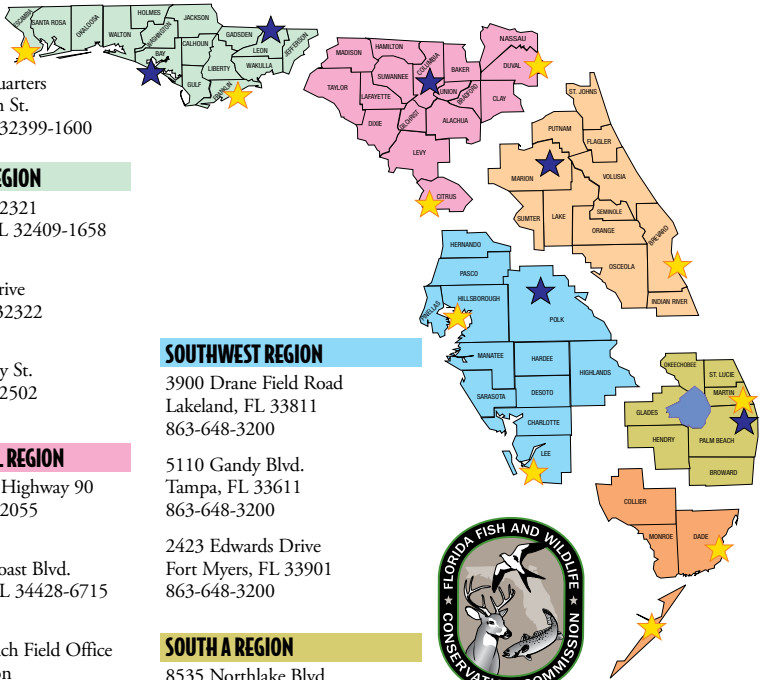 uarters
n St.
32399-1600
EGION
2321
L 32409-1658
rive
32322
y St.
2502
L REGION
Highway 90
2055
oast Blvd.
L 34428-6715
ch Field Office
on
SOUTHWEST REGION
3900 Drane Field Road
Lakeland, FL 33811
863-648-3200
5110 Gandy Blvd.
Tampa, FL 33611
863-648-3200
2423 Edwards Drive
Fort Myers, FL 33901
863-648-3200
SOUTH A REGION
8535 Northlake Blvd
ESCAMBIA
SANTA ROSA
OKALOOSA
WALTON
HOLMES
WASHINGTON
BAY
JACKSON
CALHOUN
GULF
GADSDEN
LIBERTY
FRANKLIN
LEON
WAKULLA
JEFFERSON
MADISON
HAMILTON
TAYLOR
SUWANNEE
LAFAYETTE
COLUMBIA
BAKER
NASSAU
DUVAL
UNION
BRADFORD
CLAY
DIXIE
GILCHRIST
ALACHUA
LEVY
CITRUS
ST. JOHNS
PUTNAM
FLAGLER
MARION
VOLUSIA
SUMTER
LAKE
SEMINOLE
ORANGE
BREVARD
OSCEOLA
INDIAN RIVER
HERNANDO
PASCO
PINELLAS
HILLSBOROUGH
POLK
MANATEE
HARDEE
HIGHLANDS
SARASOTA
DESOTO
CHARLOTTE
LEE
OKEECHOBEE
ST. LUCIE
MARTIN
GLADES
HENDRY
PALM BEACH
BROWARD
COLLIER
MONROE
DADE
FLORIDA FISH AND WILDLIFE
CONSERVATION COMMISSION